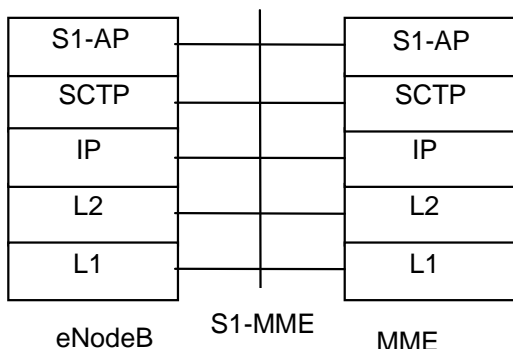 S1-AP S1-AP
SCTP SCTP
IP IP
L2 L2
L1 L1
eNodeB S1-MME MME